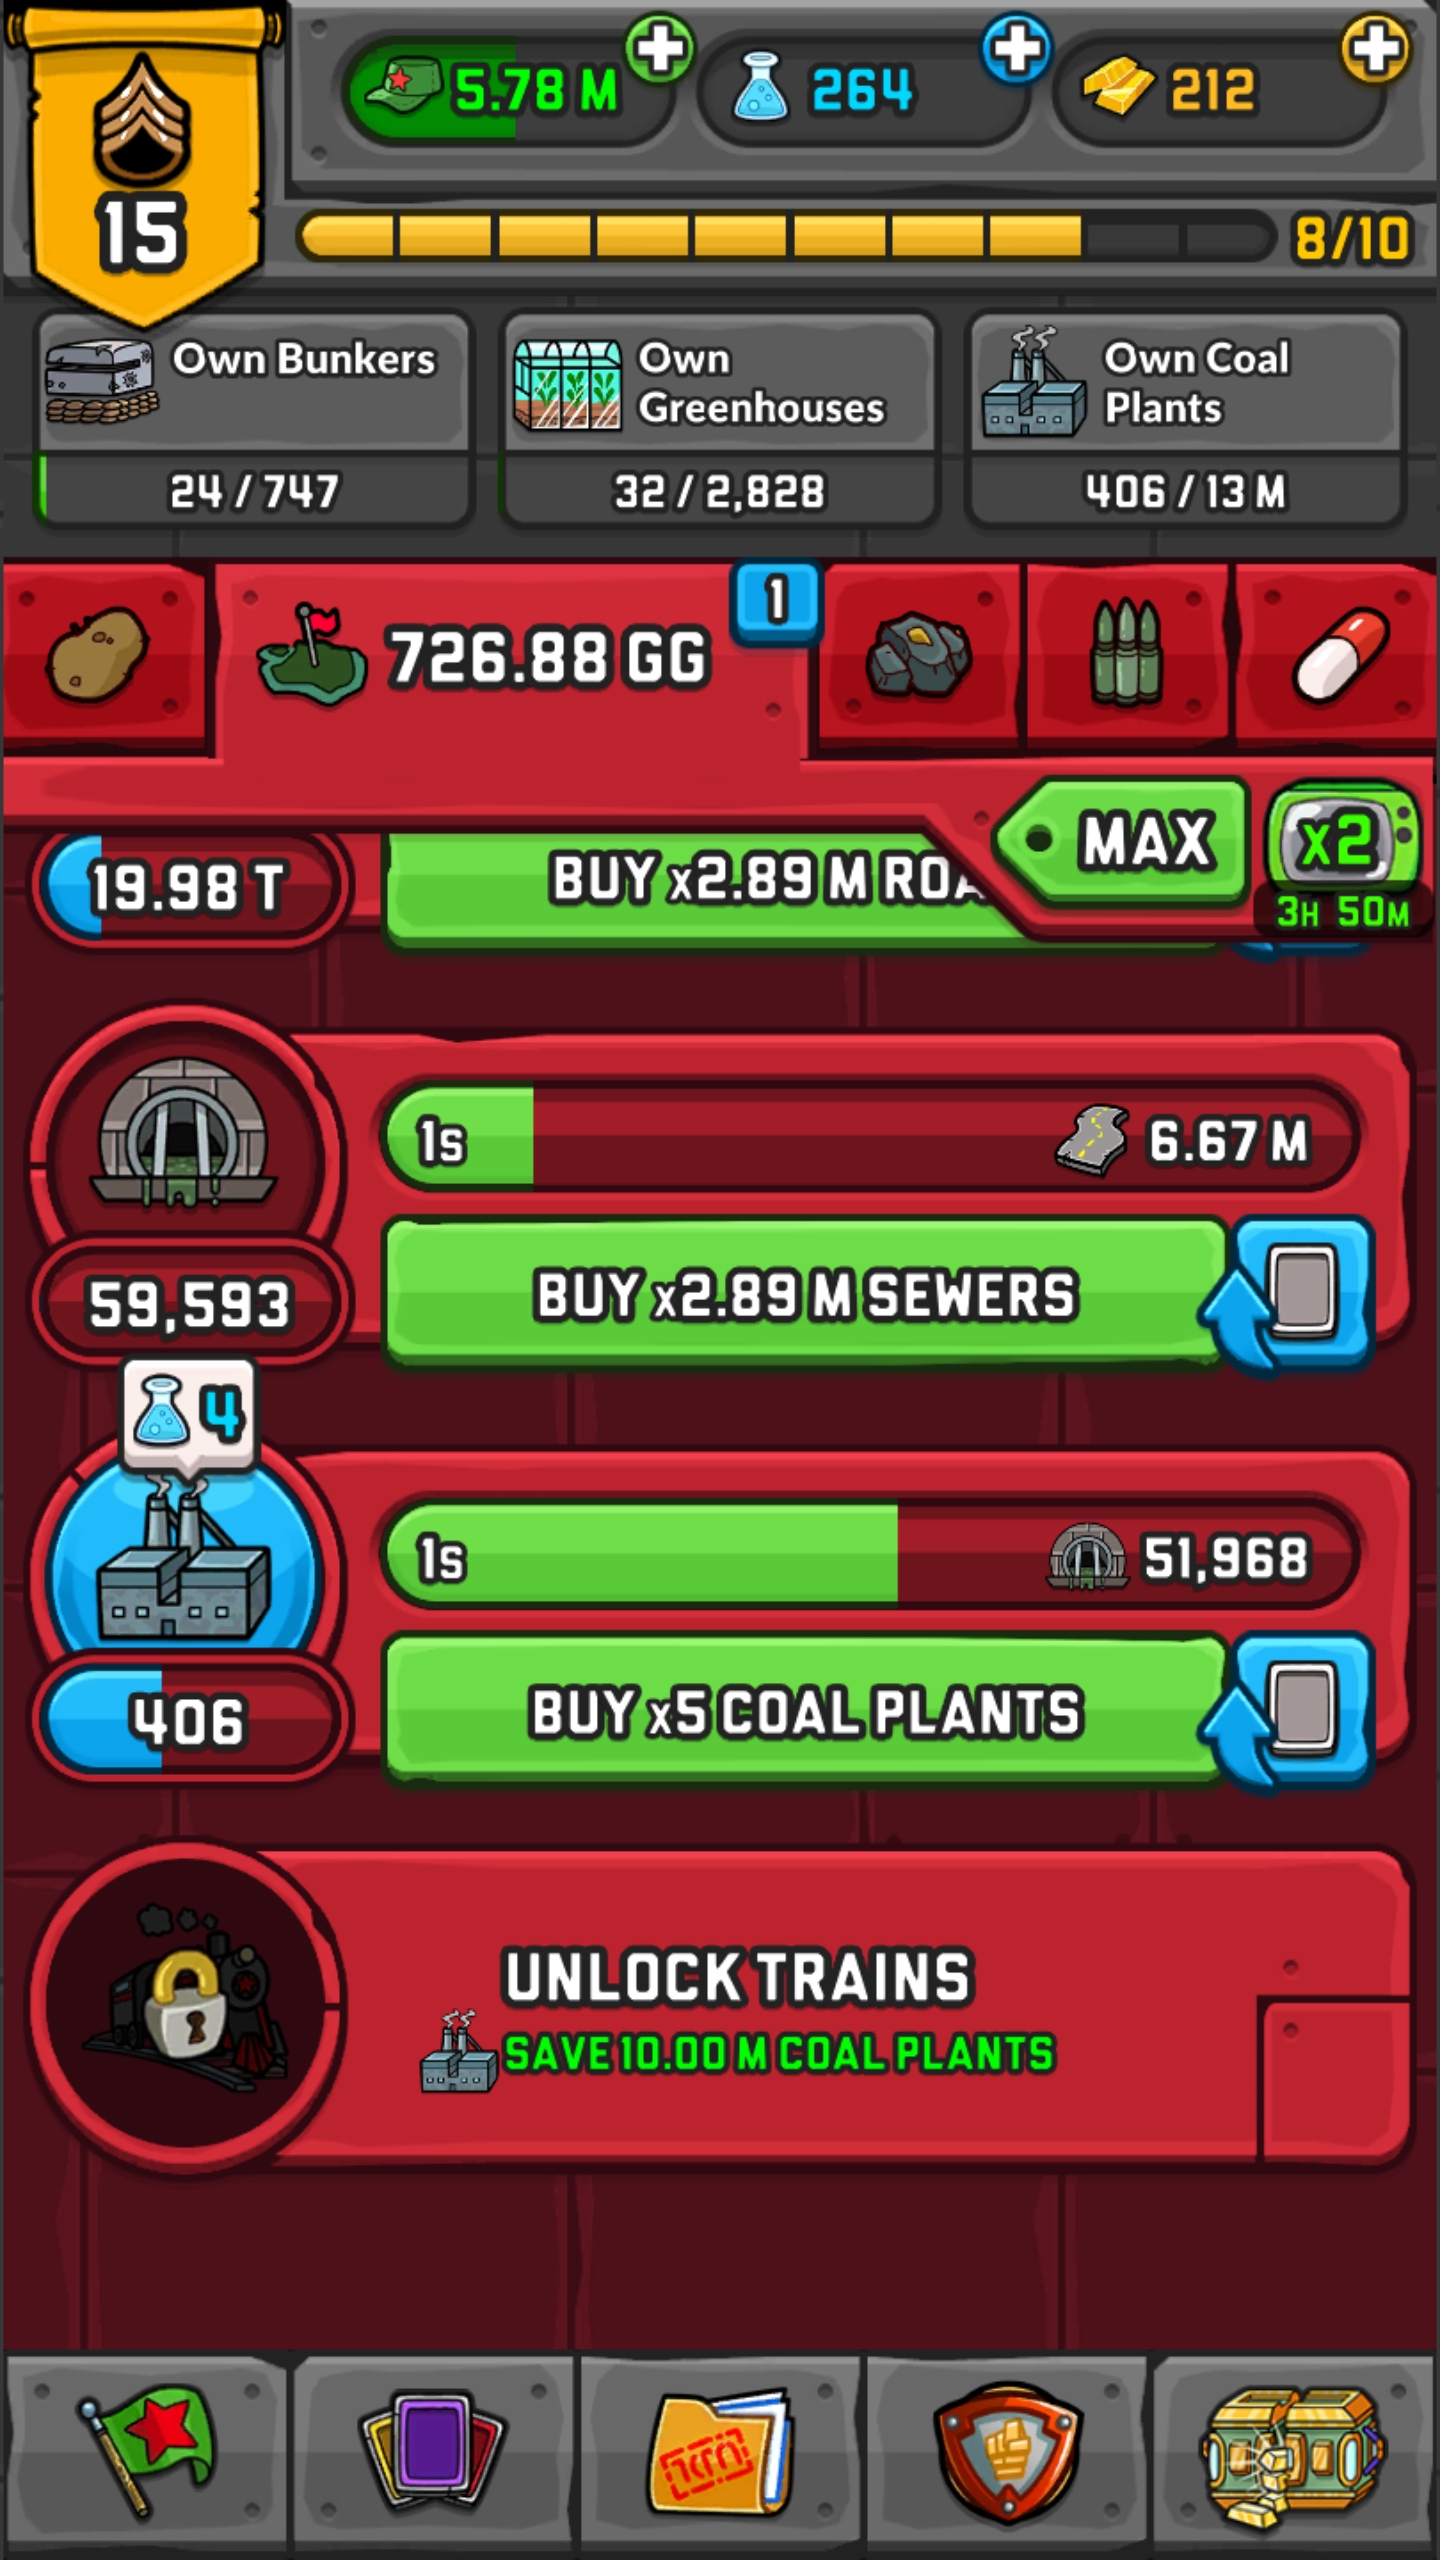 15
5.78 M
264
212
8/10
Own Bunkers
24 / 747
Own
Greenhouses
32 / 2,828
Own Coal
Plants
406 / 13 M
726.88 GG
1
MAX
x2
3H 50M
19.98 T
BUY x2.89 M ROA
1s
6.67 M
59,593
BUY x2.89 M SEWERS
4
1s
51,968
406
BUY x5 COAL PLANTS
UNLOCK TRAINS
SAVE 10.00 M COAL PLANTS